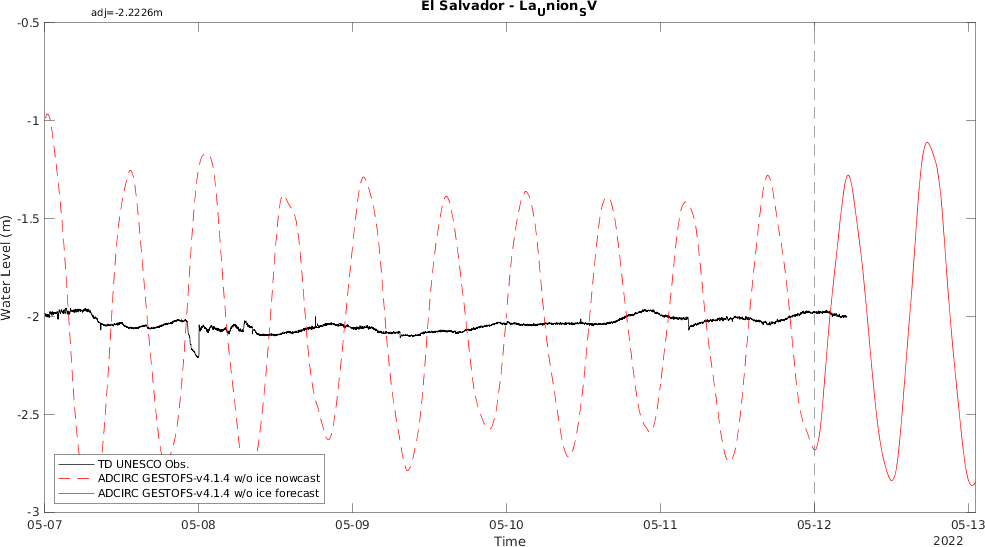 El Salvador - LaUnionSV
adj=-2.2226m
-0.5
-1
-1.5
-2
-2.5
-3
Water Level (m)
TD UNESCO Obs.
ADCIRC GESTOFS-v4.1.4 w/o ice nowcast
ADCIRC GESTOFS-v4.1.4 w/o ice forecast
05-07 05-08 05-09 05-10 05-11 05-12 05-13
Time
2022